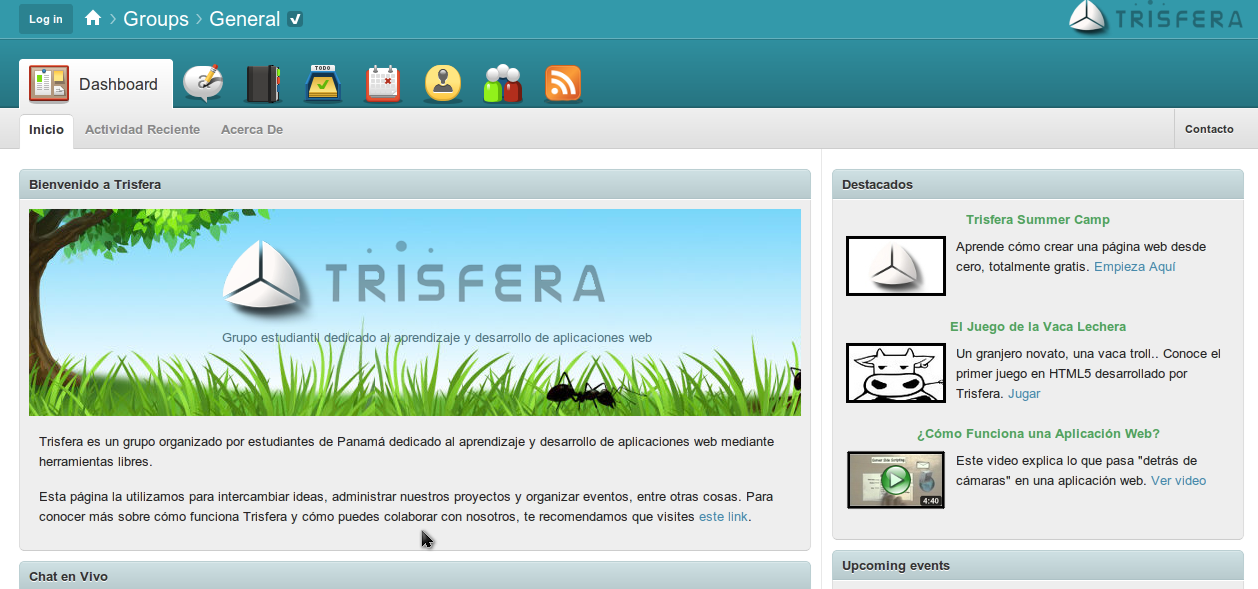 Log in
Groups
General
TRISFERA
TODO
Dashboard
a
Inicio
Actividad Reciente
Acerca De
Contacto
Bienvenido a Trisfera
TRISFERA
Grupo estudiantil dedicado al aprendizaje y desarrollo de aplicaciones web
Trisfera es un grupo organizado por estudiantes de Panamá dedicado al aprendizaje y desarrollo de aplicaciones web mediante
herramientas libres.
Esta página la utilizamos para intercambiar ideas, administrar nuestros proyectos y organizar eventos, entre otras cosas. Para
conocer más sobre cómo funciona Trisfera y cómo puedes colaborar con nosotros, te recomendamos que visites este link.
Chat en Vivo
Destacados
Trisfera Summer Camp
Aprende cómo crear una página web desde
cero, totalmente gratis. Empieza Aquí
El Juego de la Vaca Lechera
Un granjero novato, una vaca troll.. Conoce el
primer juego en HTML5 desarrollado por
Trisfera. Jugar
¿Cómo Funciona una Aplicación Web?
Este video explica lo que pasa "detrás de
cámaras" en una aplicación web. Ver video
4:40
Upcoming events